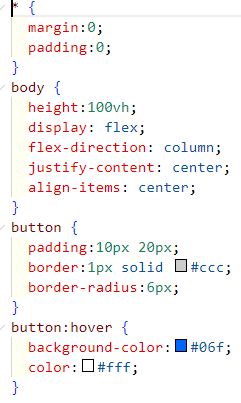 * {
margin:0;
padding:0;
}
body {
height:100vh;
display: flex;
flex-direction: column;
justify-content: center;
align-items: center;
}
button {
padding:10px 20px;
border:1px solid #ccc;
border-radius:6px;
}
button:hover {
background-color:#06f;
color:#fff;
}